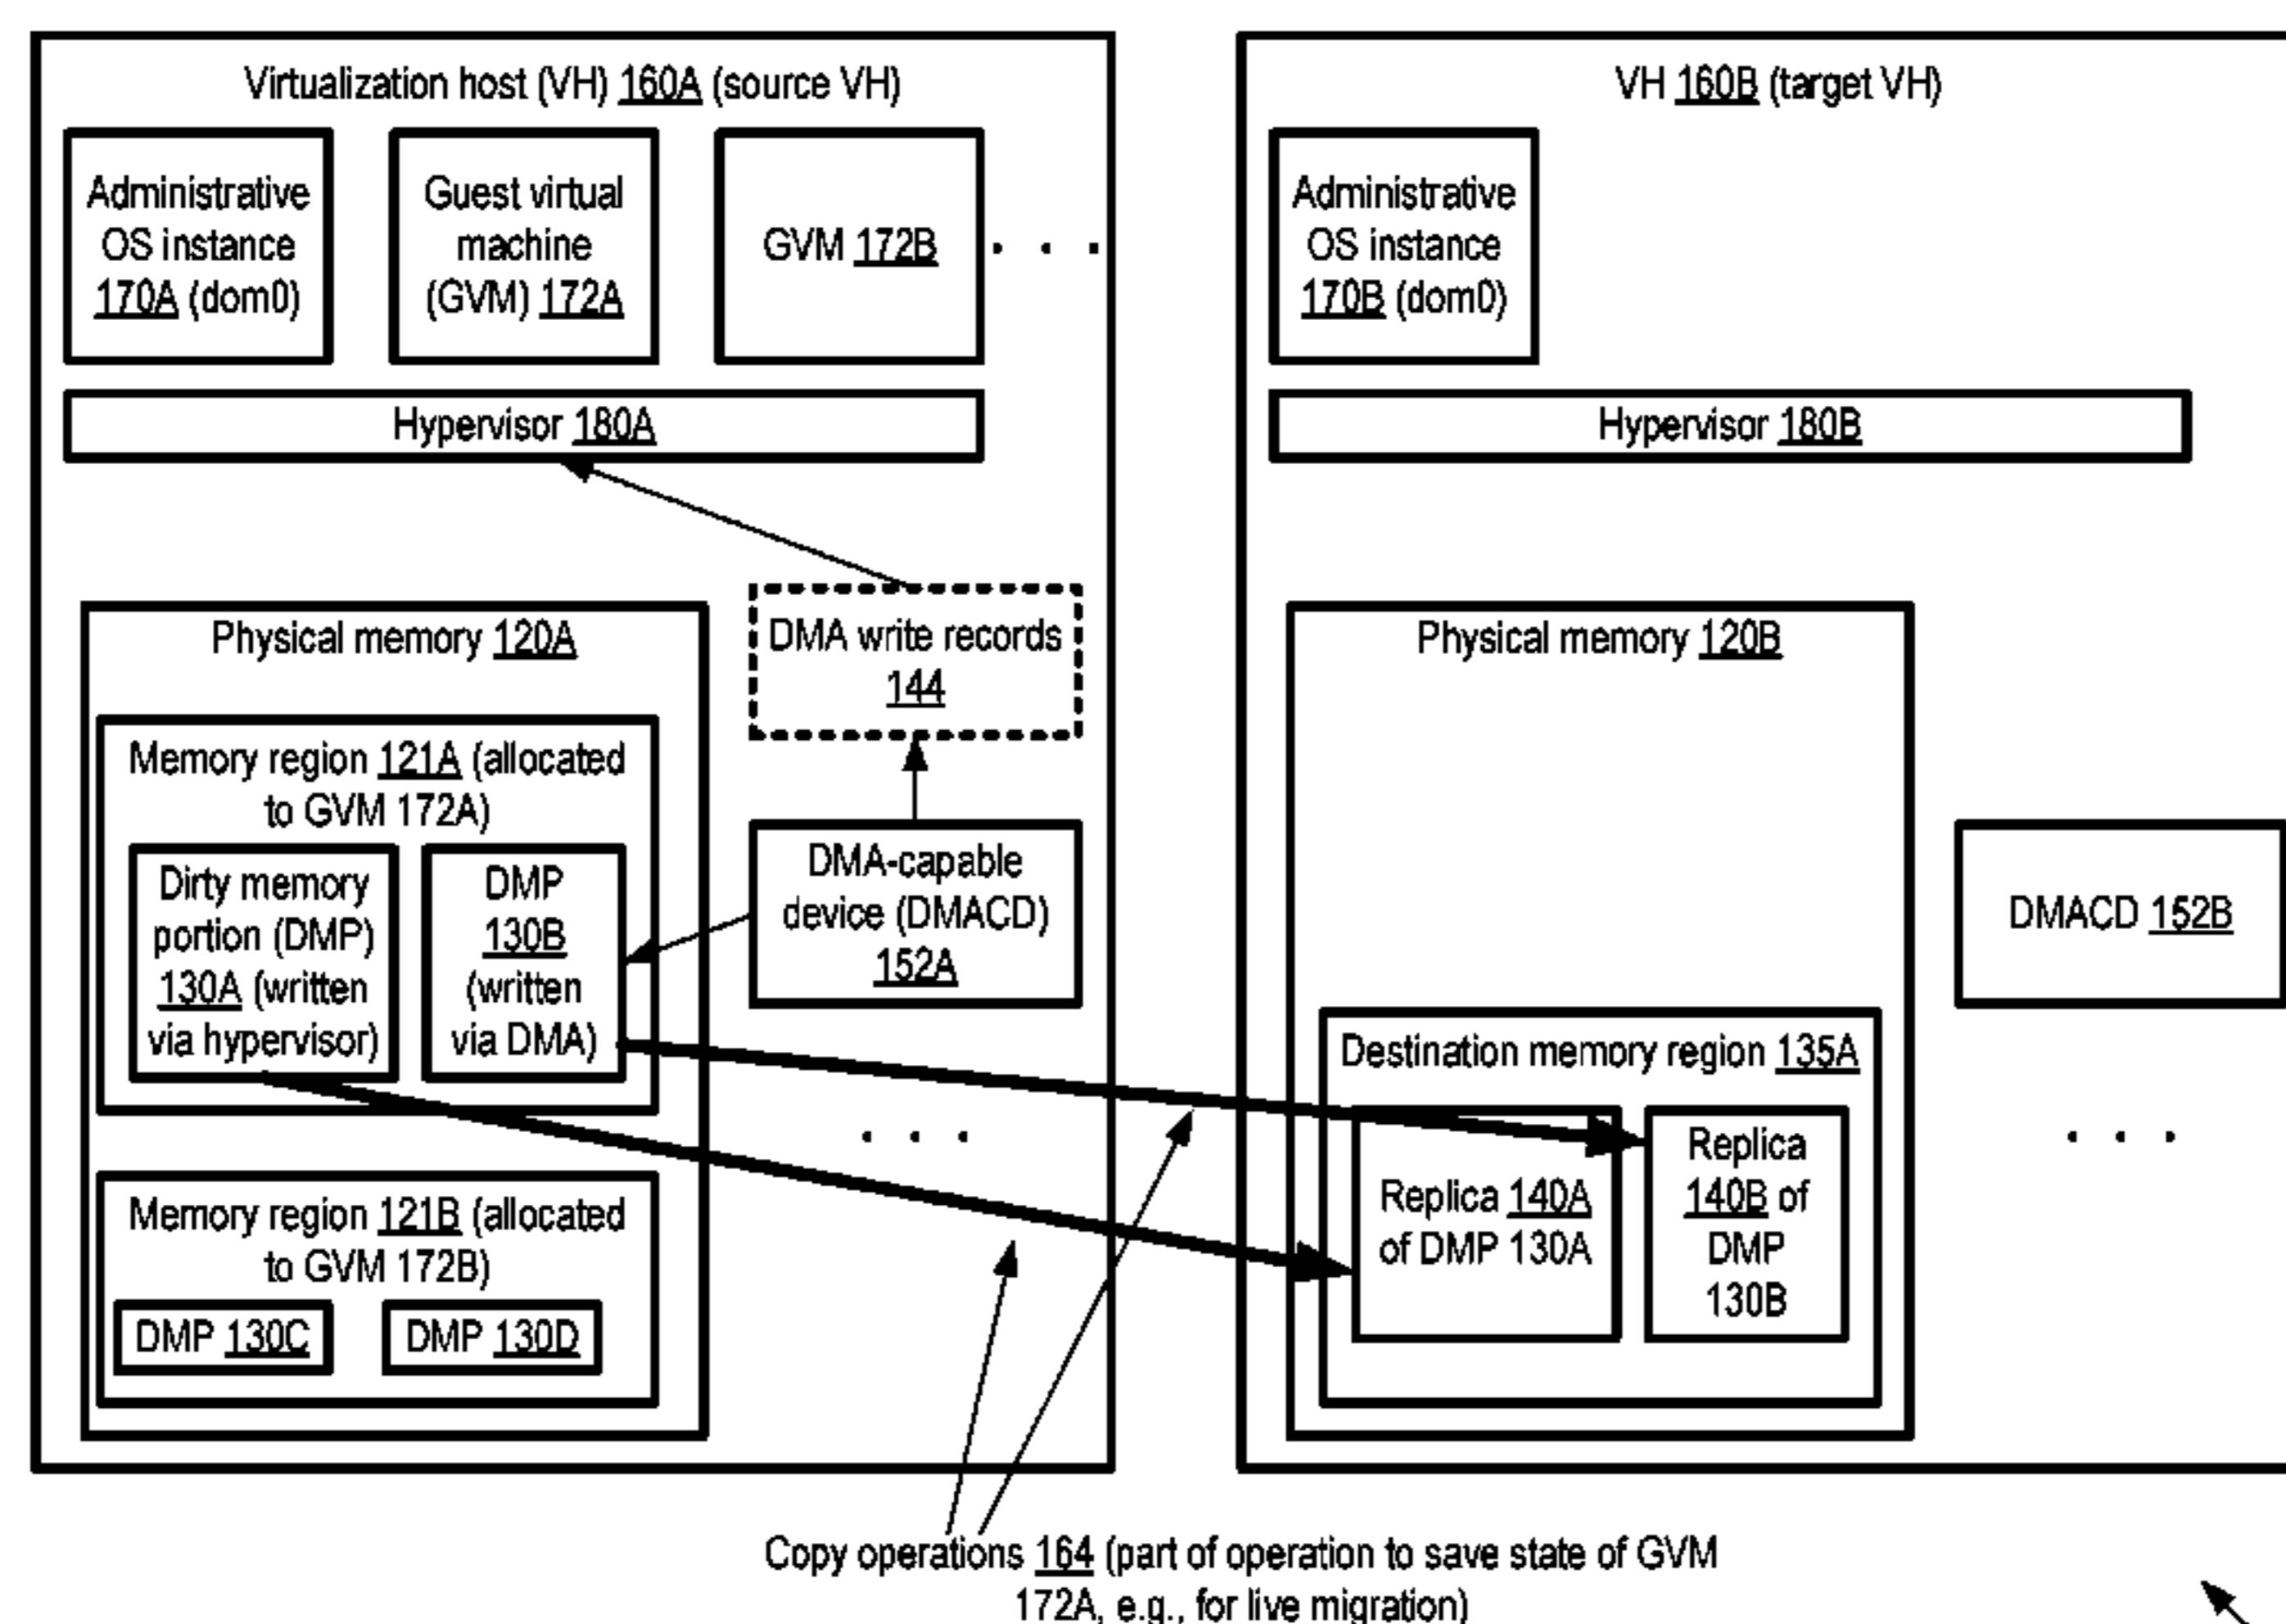 Virtualization host (VH) 160A (source VH)
Administrative
OS instance
170A (dom0)
Guest virtual
machine
(GVM) 172A
GVM 172B
. . .
Hypervisor 180A
DMA write records
144
Physical memory 120A
Memory region 121A (allocated
to GVM 172A)
Dirty memory
portion (DMP)
130A (written
via hypervisor)
DMP
130B
(written
via DMA)
DMA-capable
device (DMACD)
152A
. . .
Memory region 121B (allocated
to GVM 172B)
DMP 130C
DMP 130D
VH 160B (target VH)
Administrative
OS instance
170B (dom0)
Hypervisor 180B
Physical memory 120B
DMACD 152B
Destination memory region 135A
Replica 140A
of DMP 130A
Replica
140B of
DMP
130B
. . .
Copy operations 164 (part of operation to save state of GVM
172A, e.g., for live migration)